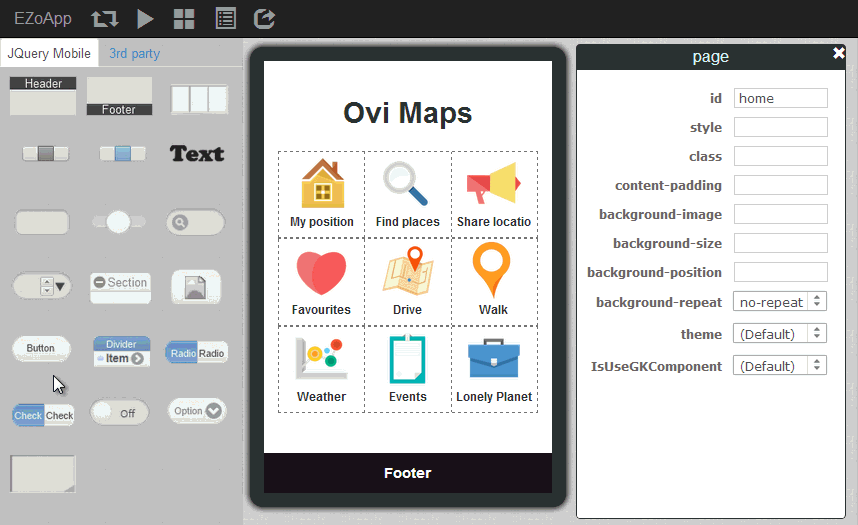 EZoApp
JQuery Mobile 3rd party
Header
Footer
Text
Section
Button
Divider
Item
Radio Radio
Check Check
Off
Option
Ovi Maps
My position Find places Share locatio
Favourites Drive Walk
Weather Events Lonely Planet
Footer
page
id home
style
class
content-padding
background-image
background-size
background-position
background-repeat no-repeat
theme (Default)
IsUseGKComponent (Default)